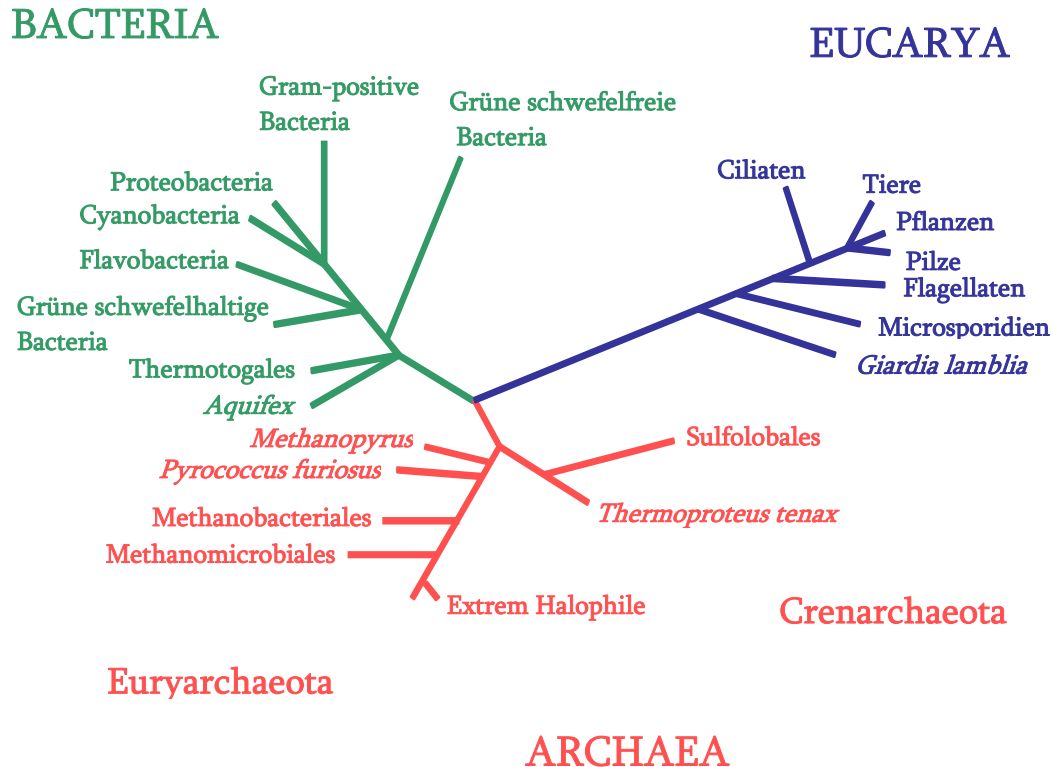 BACTERIA
EUCARYA
Gram-positive
Bacteria
Grüne schwefelfreie
Bacteria
Proteobacteria
Cyanobacteria
Flavobacteria
Grüne schwefelhaltige
Bacteria
Thermotogales
Aquifex
Ciliaten
Tiere
Pflanzen
Pilze
Flagellaten
Microsporidien
Giardia lamblia
Methanopyrus
Pyrococcus furiosus
Methanobacteriales
Methanomicrobiales
Extrem Halophile
Sulfolobales
Thermoproteus tenax
Crenarchaeota
Euryarchaeota
ARCHAEA